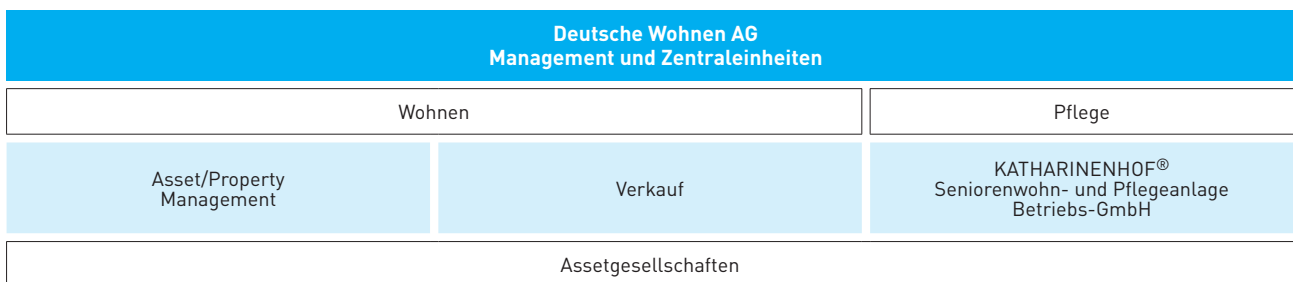 Deutsche Wohnen AG
Management und Zentraleinheiten
Wohnen
Pflege
Asset/Property
Management
Verkauf
KATHARINENHOF®
Seniorenwohn- und Pflegeanlage
Betriebs-GmbH
Assetgesellschaften